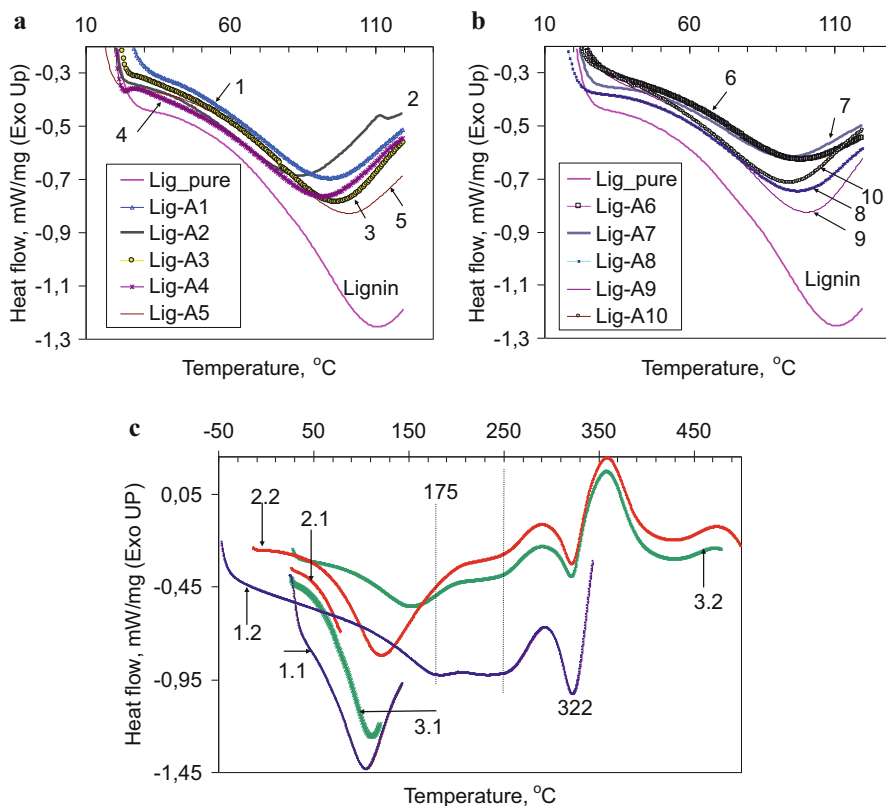 a
10 60 110
-0,3
-0,5
-0,7
-0,9
-1,1
-1,3
Heat flow, mW/mg (Exo Up)
1
2
4
3
5
Lignin
Lig_pure
Lig-A1
Lig-A2
Lig-A3
Lig-A4
Lig-A5
Temperature, °C
b
10 60 110
-0,3
-0,5
-0,7
-0,9
-1,1
-1,3
Heat flow, mW/mg (Exo Up)
6
7
10
8
9
Lignin
Lig_pure
Lig-A6
Lig-A7
Lig-A8
Lig-A9
Lig-A10
Temperature, °C
c
-50 50 150 250 350 450
0,05
-0,45
-0,95
-1,45
Heat flow, mW/mg (Exo UP)
175
2.2
2.1
1.2
1.1
3.2
3.1
322
Temperature, °C